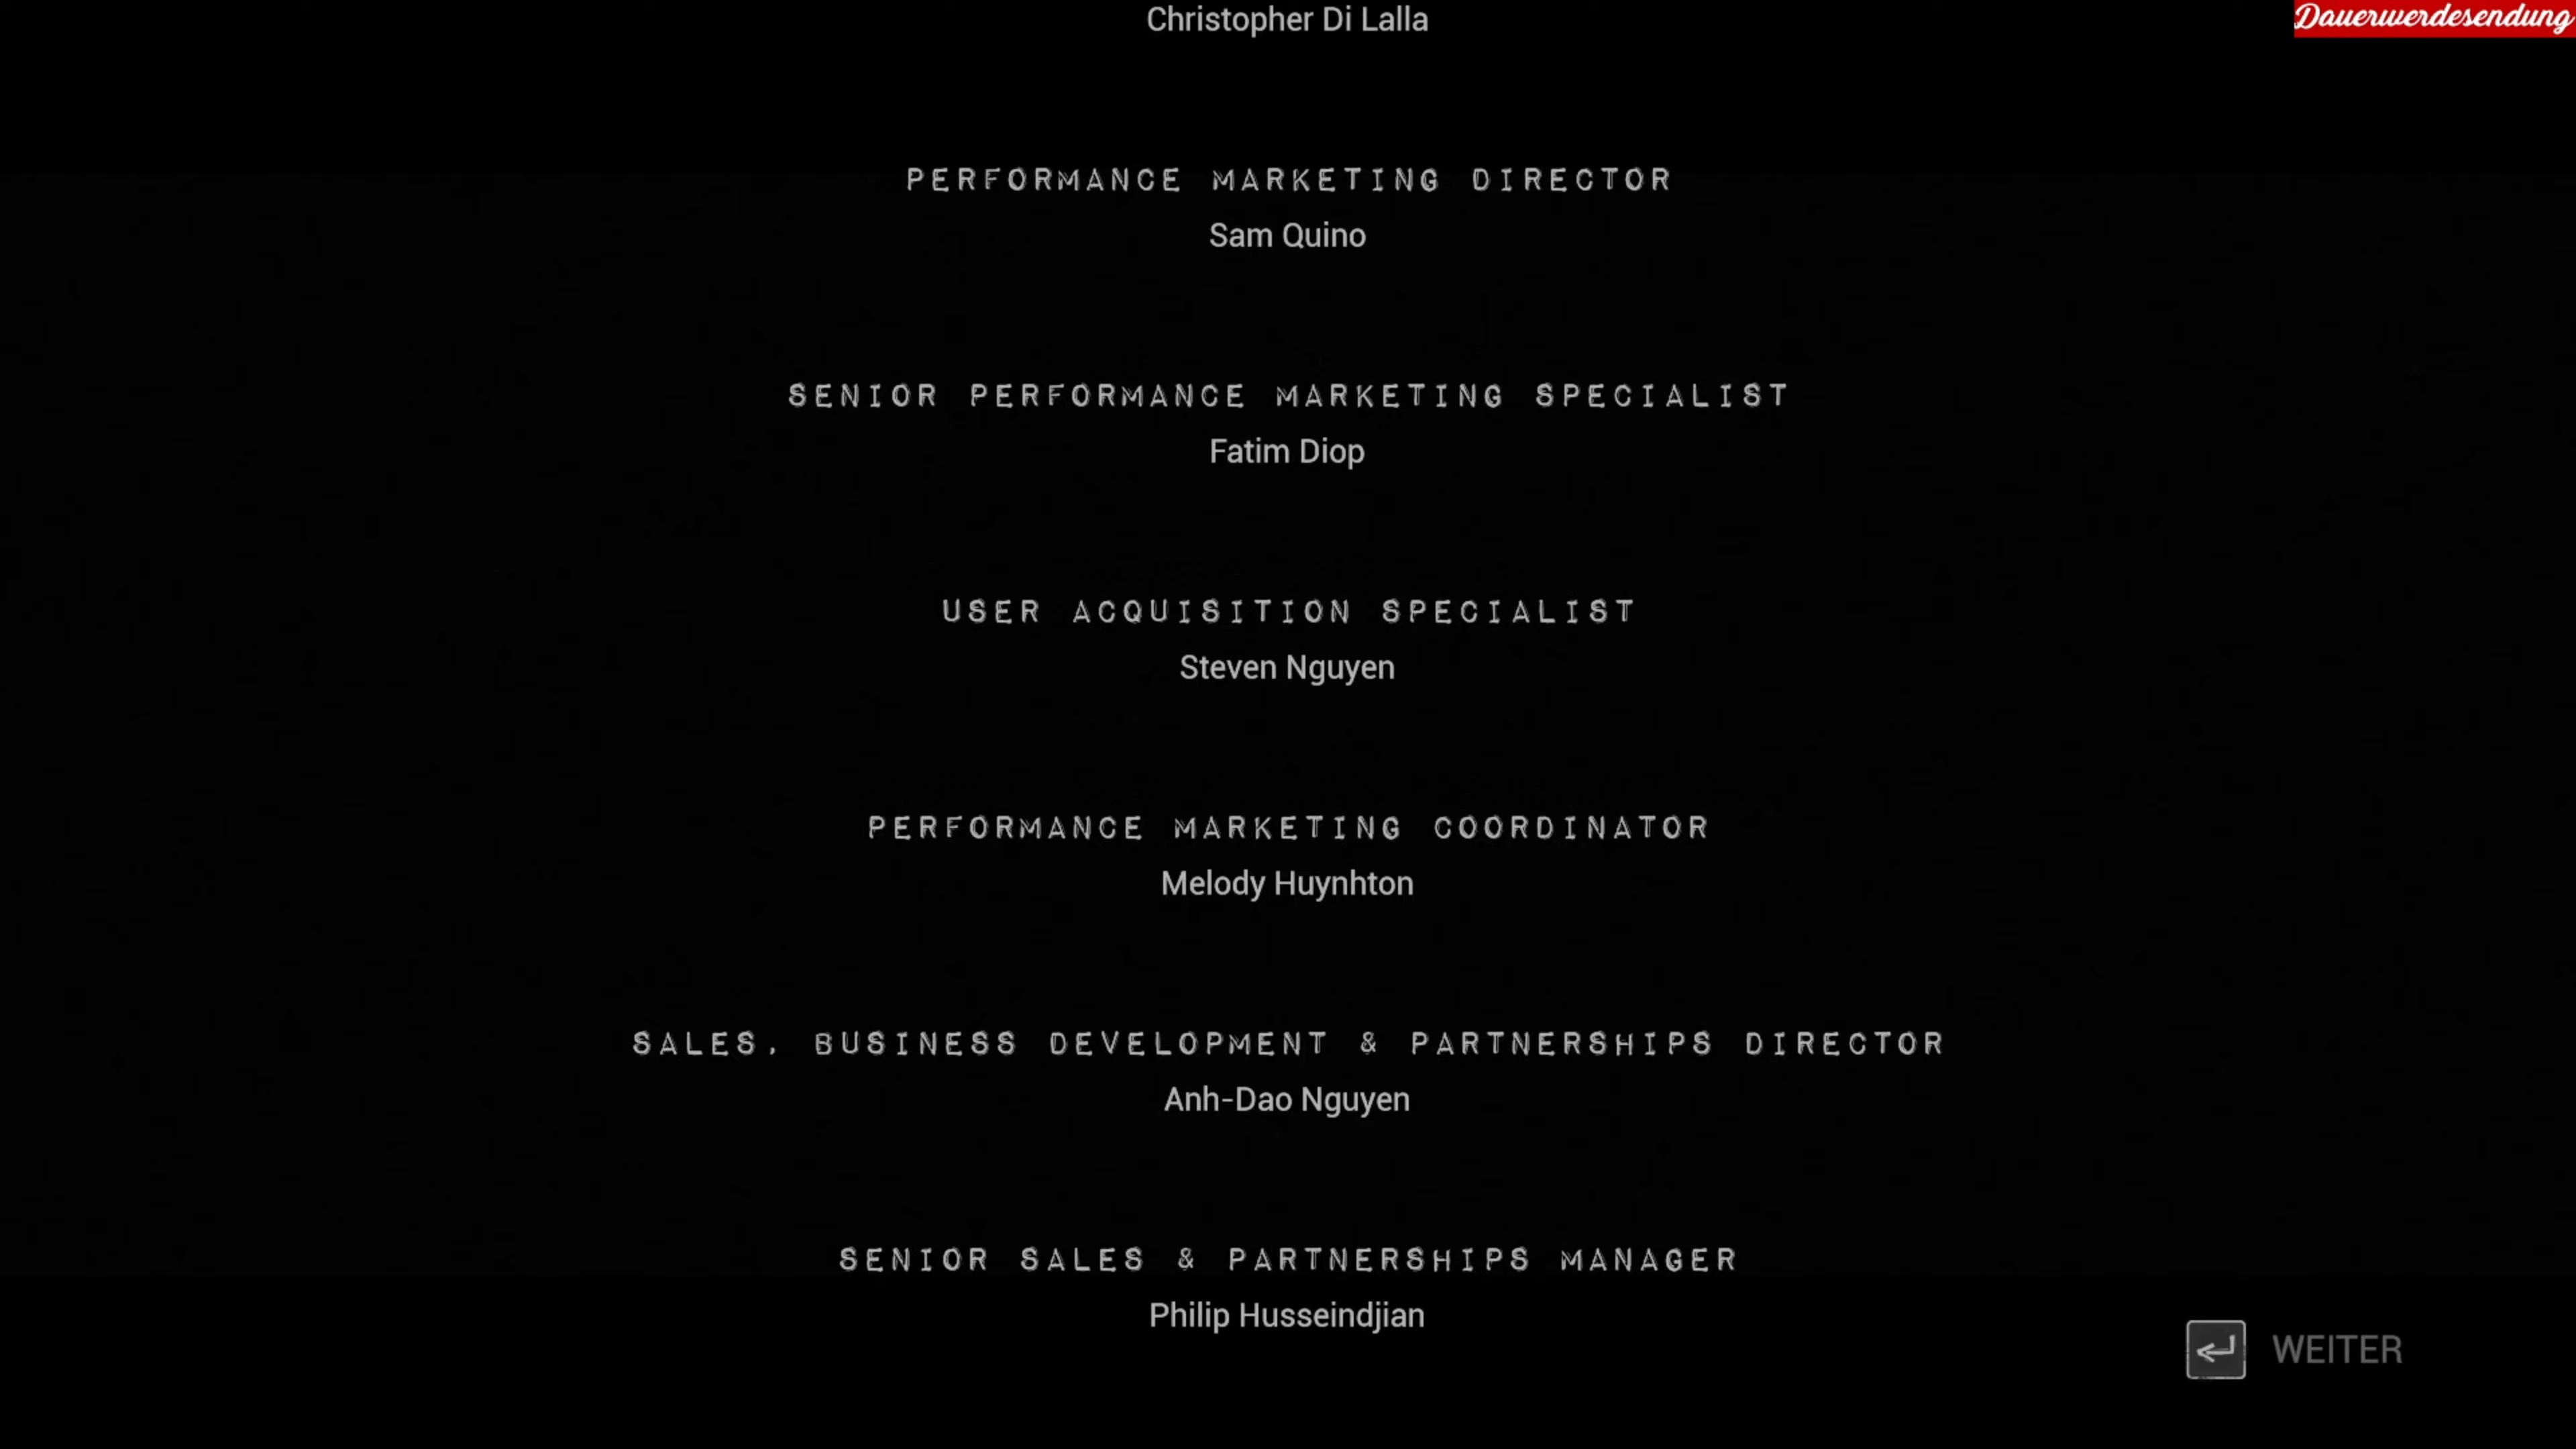 Christopher Di Lalla
Dauerwerdesendung
PERFORMANCE MARKETING DIRECTOR
Sam Quino
SENIOR PERFORMANCE MARKETING SPECIALIST
Fatim Diop
USER ACQUISITION SPECIALIST
Steven Nguyen
PERFORMANCE MARKETING COORDINATOR
Melody Huynhton
SALES, BUSINESS DEVELOPMENT & PARTNERSHIPS DIRECTOR
Anh-Dao Nguyen
SENIOR SALES & PARTNERSHIPS MANAGER
Philip Husseindjian
WEITER